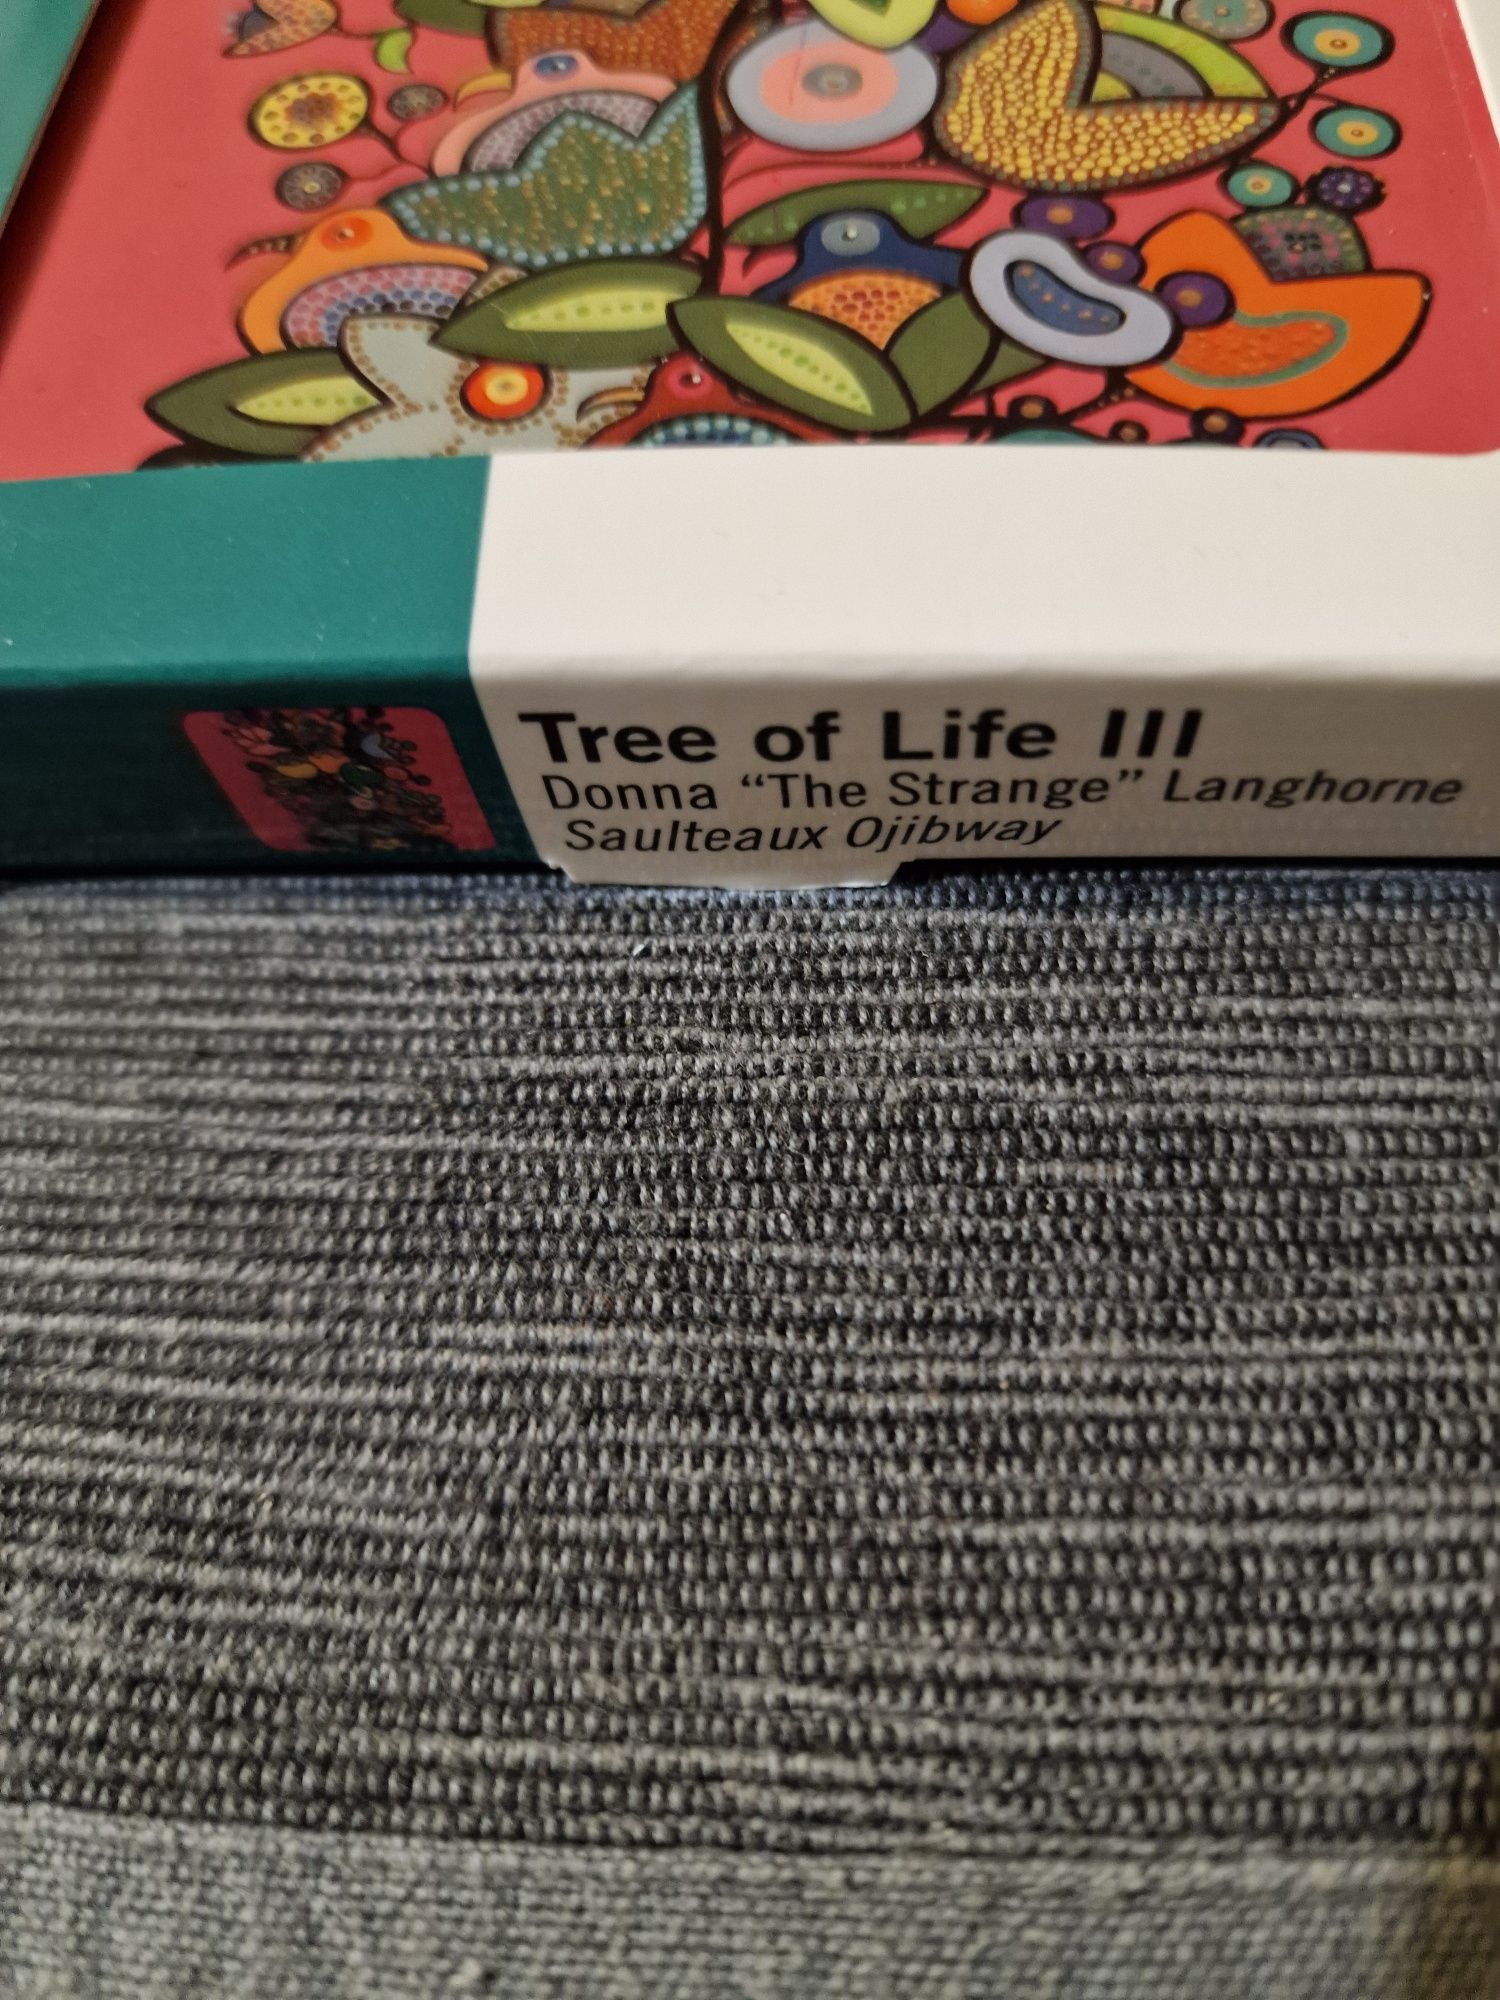 Tree of Life III
Donna “The Strange” Langhorne
Saulteaux Ojibway